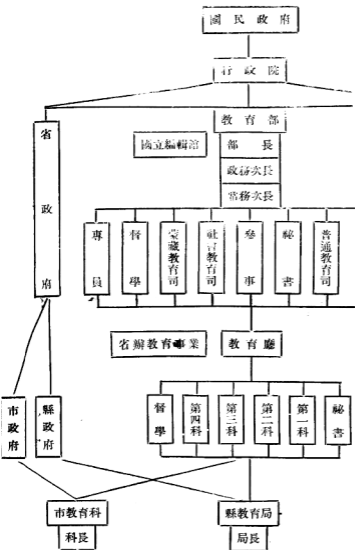 國民政府
行政院
省政府
教育部
部長
政務次長
常務次長
國立編輯館
專員
督學
蒙藏教育司
社會教育司
參事
祕書
普通教育司
省辦教育事業
教育廳
督學
第四科
第三科
第二科
第一科
祕書
市政府
縣政府
市教育科
科長
縣教育局
局長